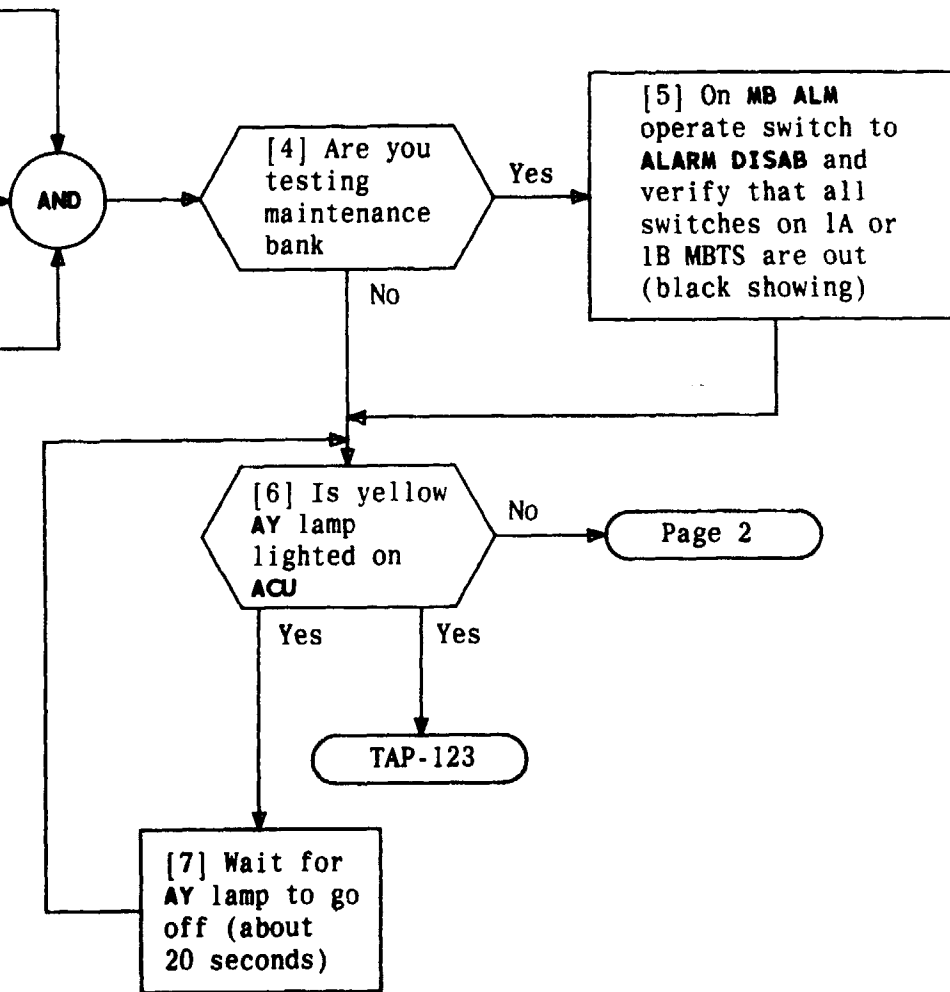 AND
[4] Are you
testing
maintenance
bank
Yes
No
[5] On MB ALM
operate switch to
ALARM DISAB and
verify that all
switches on 1A or
1B MBTS are out
(black showing)
[6] Is yellow
AY lamp
lighted on
ACU
No
Page 2
Yes
Yes
TAP-123
[7] Wait for
AY lamp to go
off (about
20 seconds)